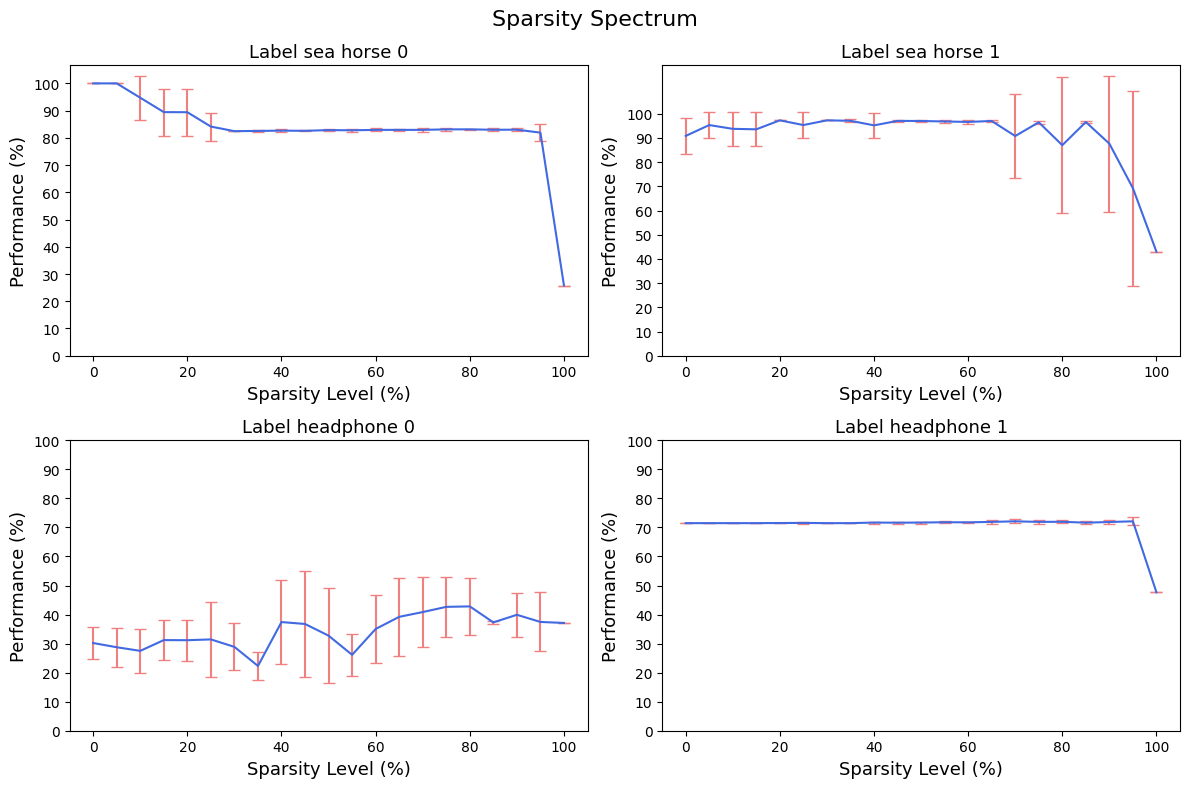 Sparsity Spectrum
Label sea horse 0
Performance (%)
100
90
80
70
60
50
40
30
20
10
0
0 20 40 60 80 100
Sparsity Level (%)
Label sea horse 1
Performance (%)
100
90
80
70
60
50
40
30
20
10
0
0 20 40 60 80 100
Sparsity Level (%)
Label headphone 0
Performance (%)
100
90
80
70
60
50
40
30
20
10
0
0 20 40 60 80 100
Sparsity Level (%)
Label headphone 1
Performance (%)
100
90
80
70
60
50
40
30
20
10
0
0 20 40 60 80 100
Sparsity Level (%)